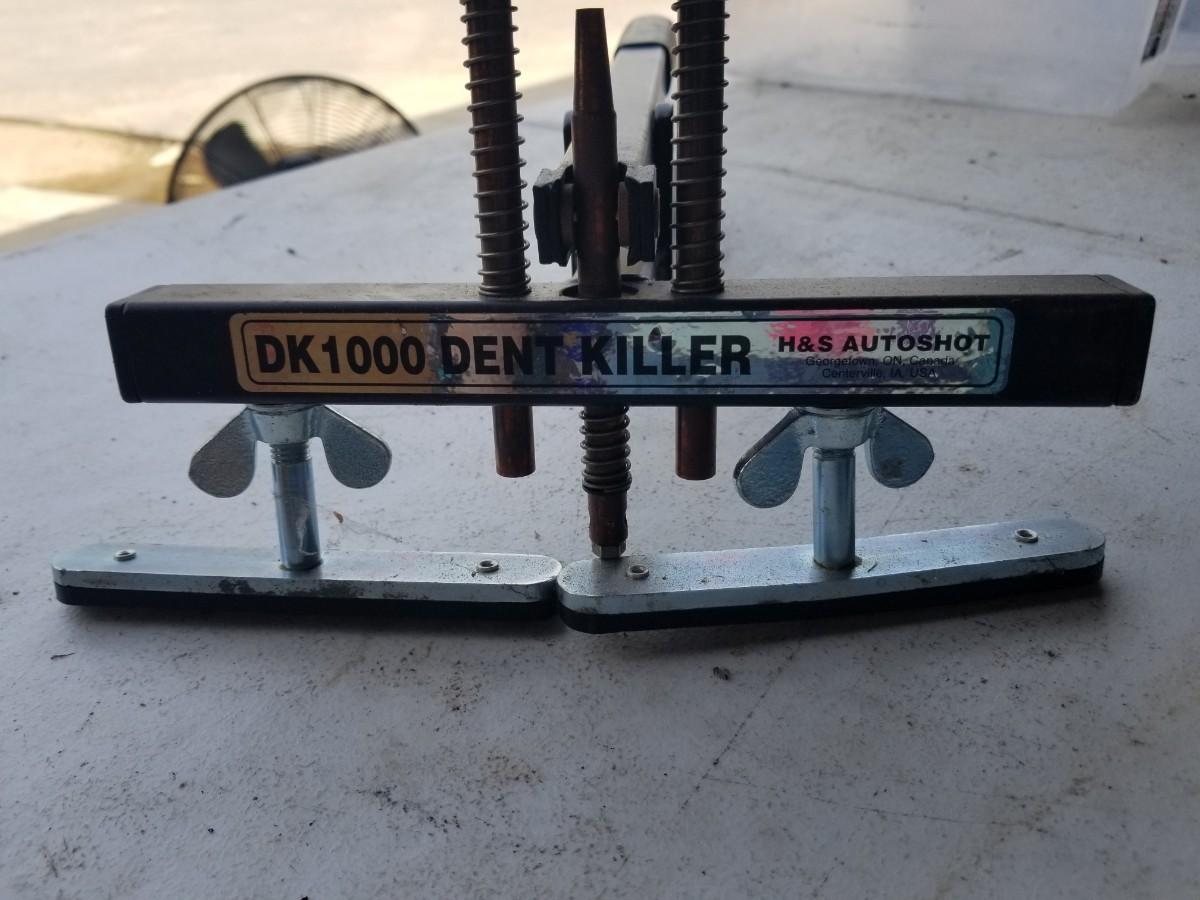 DK1000 DENT KILLER
H&S AUTOSHOT
Georgetown, ON, Canada
Centerville, IA, USA